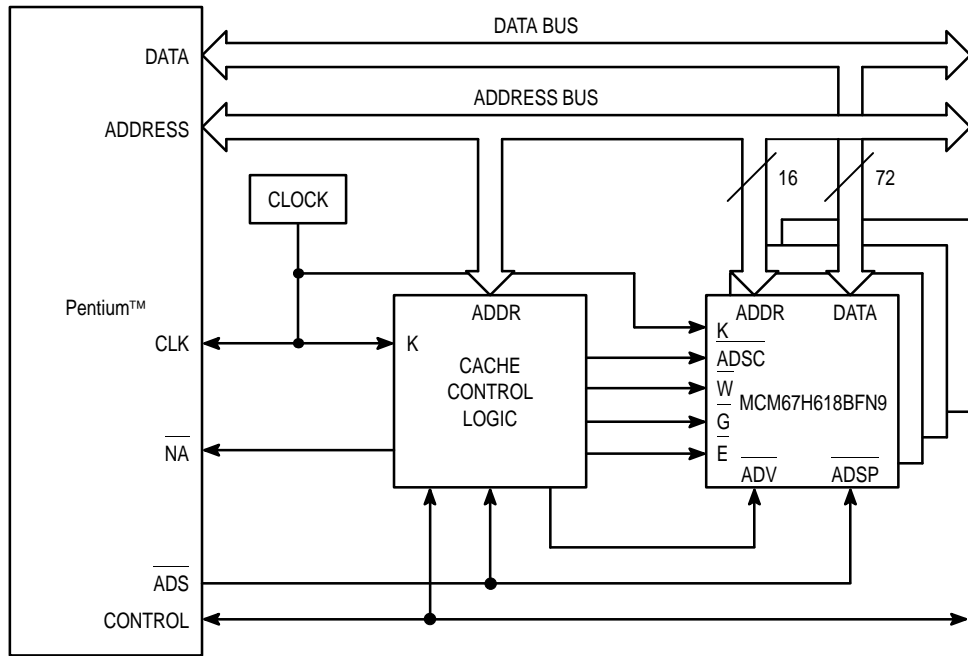 DATA BUS
DATA
ADDRESS BUS
ADDRESS
16
72
CLOCK
Pentium™
ADDR
ADDR
DATA
K
CLK
K
CACHE
CONTROL
LOGIC
ADSC
W
MCM67H618BFN9
G
NA
E
ADV
ADSP
ADS
CONTROL